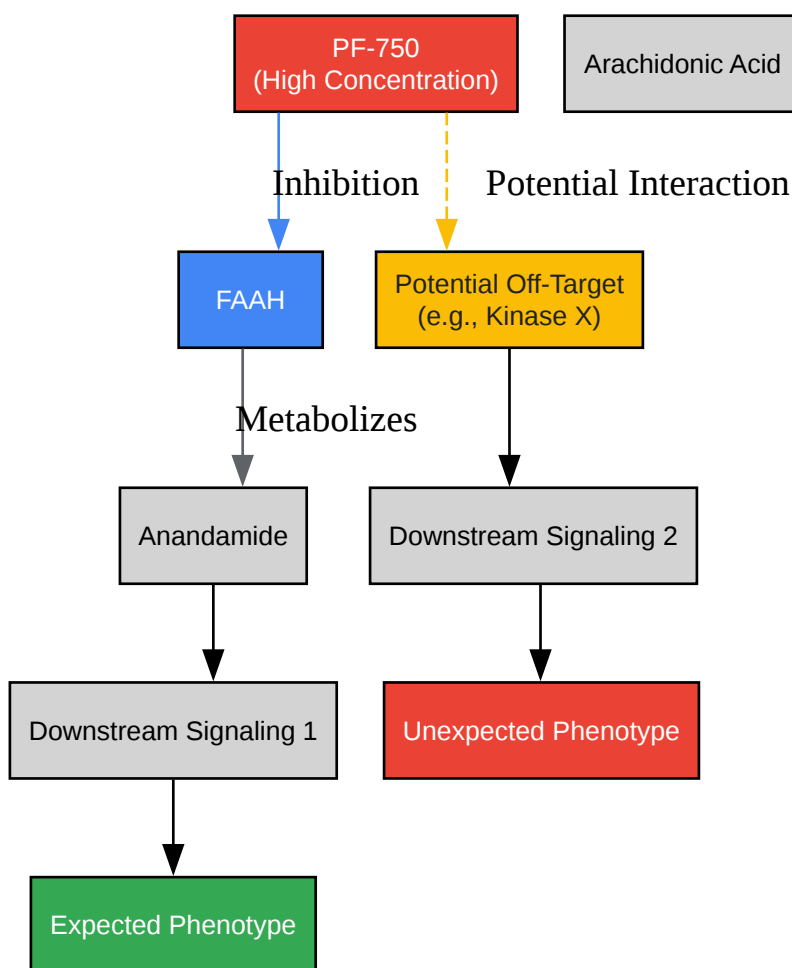 PF-750
(High Concentration)
Arachidonic Acid
Inhibition
Potential Interaction
FAAH
Potential Off-Target
(e.g., Kinase X)
Metabolizes
Anandamide
Downstream Signaling 2
Downstream Signaling 1
Unexpected Phenotype
Expected Phenotype